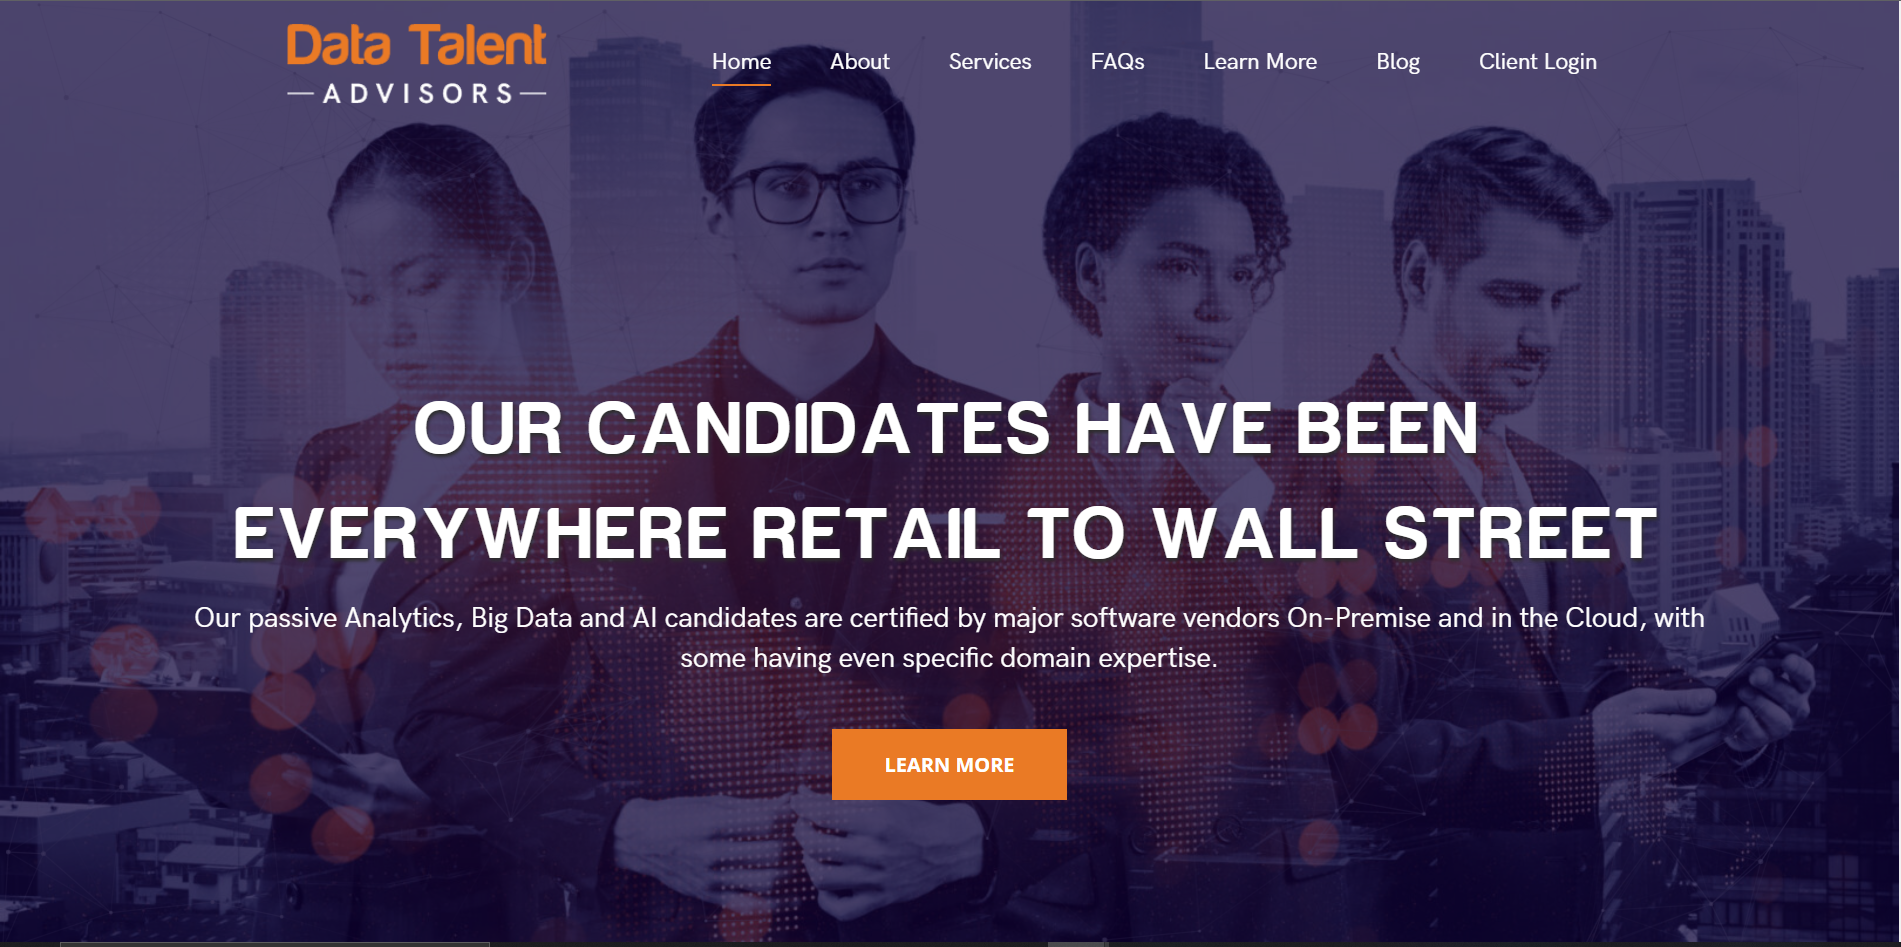 Data Talent
ADVISORS
Home About Services FAQs Learn More Blog Client Login
OUR CANDIDATES HAVE BEEN
EVERYWHERE RETAIL TO WALL STREET
Our passive Analytics, Big Data and AI candidates are certified by major software vendors On-Premise and in the Cloud, with
some having even specific domain expertise.
LEARN MORE